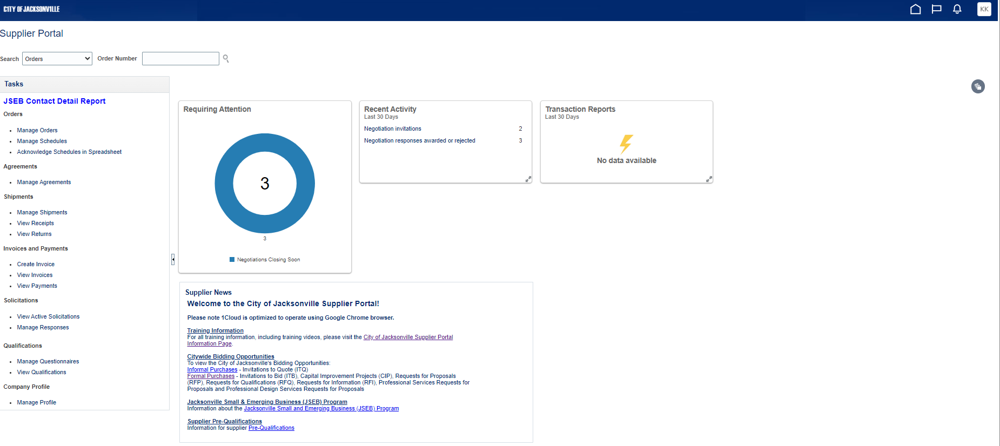 CITY OF JACKSONVILLE
KK
Supplier Portal
Search
Orders
Order Number
Tasks
JSEB Contact Detail Report
Orders
Manage Orders
Manage Schedules
Acknowledge Schedules in Spreadsheet
Agreements
Manage Agreements
Shipments
Manage Shipments
View Receipts
View Returns
Invoices and Payments
Create Invoice
View Invoices
View Payments
Solicitations
View Active Solicitations
Manage Responses
Qualifications
Manage Questionnaires
View Qualifications
Company Profile
Manage Profile
Requiring Attention
3
3
Negotiations Closing Soon
Recent Activity
Last 30 Days
Negotiation invitations 2
Negotiation responses awarded or rejected 3
Transaction Reports
Last 30 Days
No data available
Supplier News
Welcome to the City of Jacksonville Supplier Portal!
Please note 1Cloud is optimized to operate using Google Chrome browser.
Training Information
For all training information, including training videos, please visit the City of Jacksonville Supplier Portal
Information Page.
Citywide Bidding Opportunities
To view the City of Jacksonville's Bidding Opportunities:
Informal Purchases - Invitations to Quote (ITQ)
Formal Purchases - Invitations to Bid (ITB), Capital Improvement Projects (CIP), Requests for Proposals
(RFP), Requests for Qualifications (RFQ), Requests for Information (RFI), Professional Services Requests for
Proposals and Professional Design Services Requests for Proposals
Jacksonville Small & Emerging Business (JSEB) Program
Information about the Jacksonville Small and Emerging Business (JSEB) Program
Supplier Pre-Qualifications
Information for supplier Pre-Qualifications